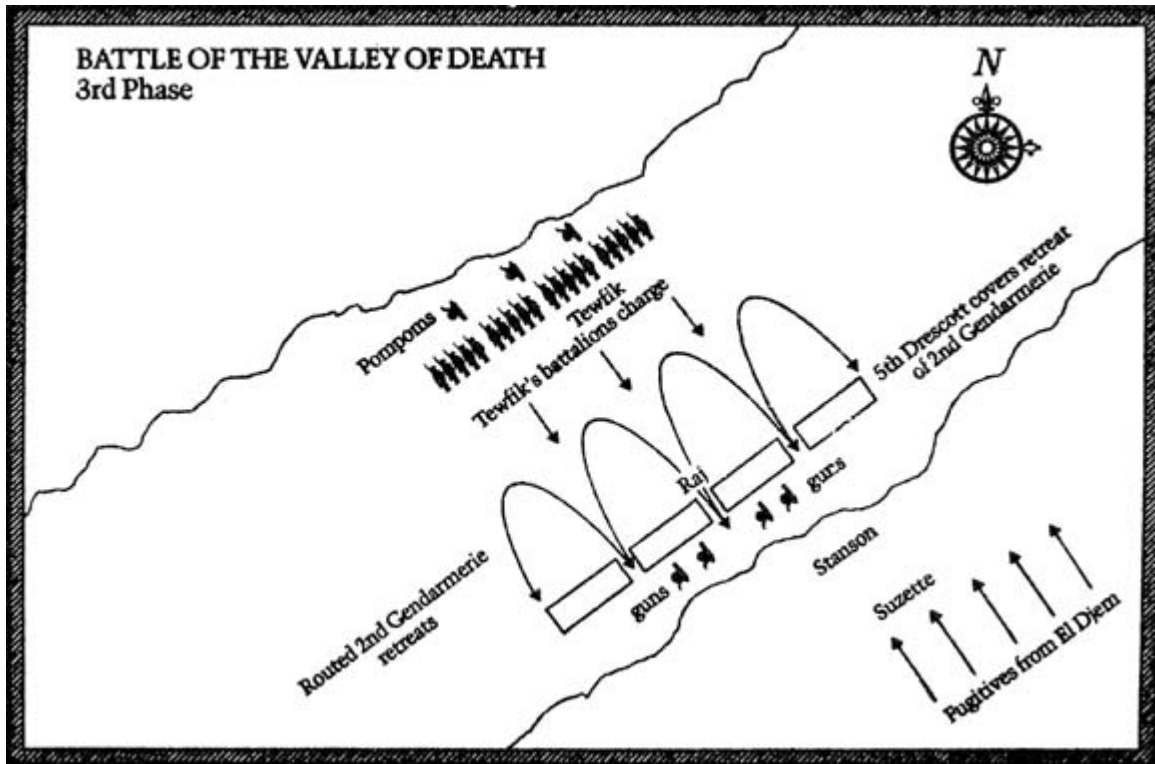 BATTLE OF THE VALLEY OF DEATH
3rd Phase
N
Pompoms
Tewfik
Tewfik's battalions charge
5th Drescott covers retreat
of 2nd Gendarmerie
Raj
guns
Stanson
guns
Routed 2nd Gendarmerie
retreats
Suzette
Fugitives from El Djem